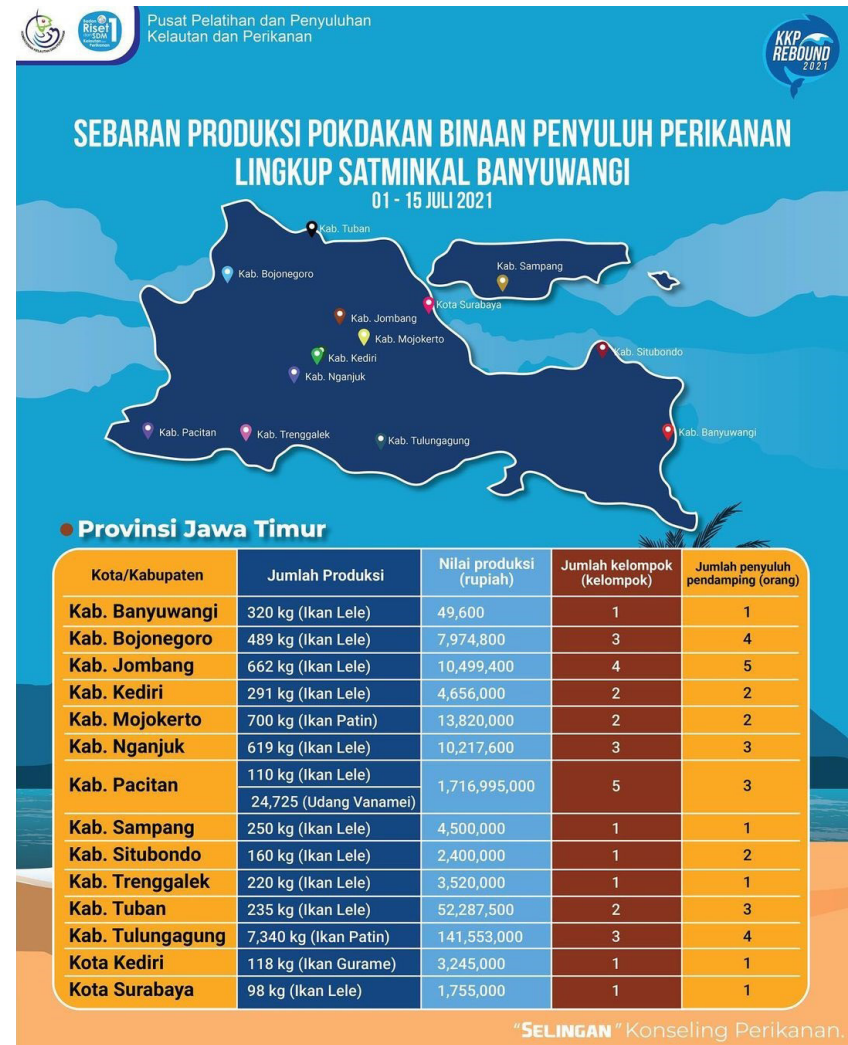 Riset
SDM
1
Pusat Pelatihan dan Penyuluhan
Kelautan dan Perikanan
KKP
REBOUND
2021
SEBARAN PRODUKSI POKDAKAN BINAAN PENYULUH PERIKANAN
LINGKUP SATMINKAL BANYUWANGI
01 - 15 JULI 2021
Kab. Tuban
Kab. Sampang
Kab. Bojonegoro
Kota Surabaya
Kab. Jombang
Kab. Mojokerto
Kab. Situbondo
Kab. Kediri
Kab. Nganjuk
Kab. Pacitan
Kab. Trenggalek
Kab. Tulungagung
Kab. Banyuwangi
Provinsi Jawa Timur
Kota/Kabupaten Jumlah Produksi Nilai produksi (rupiah) Jumlah kelompok (kelompok) Jumlah penyuluh pendamping (orang)
Kab. Banyuwangi 320 kg (Ikan Lele) 49,600 1 1
Kab. Bojonegoro 489 kg (Ikan Lele) 7,974,800 3 4
Kab. Jombang 662 kg (Ikan Lele) 10,499,400 4 5
Kab. Kediri 291 kg (Ikan Lele) 4,656,000 2 2
Kab. Mojokerto 700 kg (Ikan Patin) 13,820,000 2 2
Kab. Nganjuk 619 kg (Ikan Lele) 10,217,600 3 3
Kab. Pacitan 110 kg (Ikan Lele) 1,716,995,000 5 3
24,725 (Udang Vanamei)
Kab. Sampang 250 kg (Ikan Lele) 4,500,000 1 1
Kab. Situbondo 160 kg (Ikan Lele) 2,400,000 1 2
Kab. Trenggalek 220 kg (Ikan Lele) 3,520,000 1 1
Kab. Tuban 235 kg (Ikan Lele) 52,287,500 2 3
Kab. Tulungagung 7,340 kg (Ikan Patin) 141,553,000 3 4
Kota Kediri 118 kg (Ikan Gurame) 3,245,000 1 1
Kota Surabaya 98 kg (Ikan Lele) 1,755,000 1 1
"SELINGAN" Konseling Perikanan.